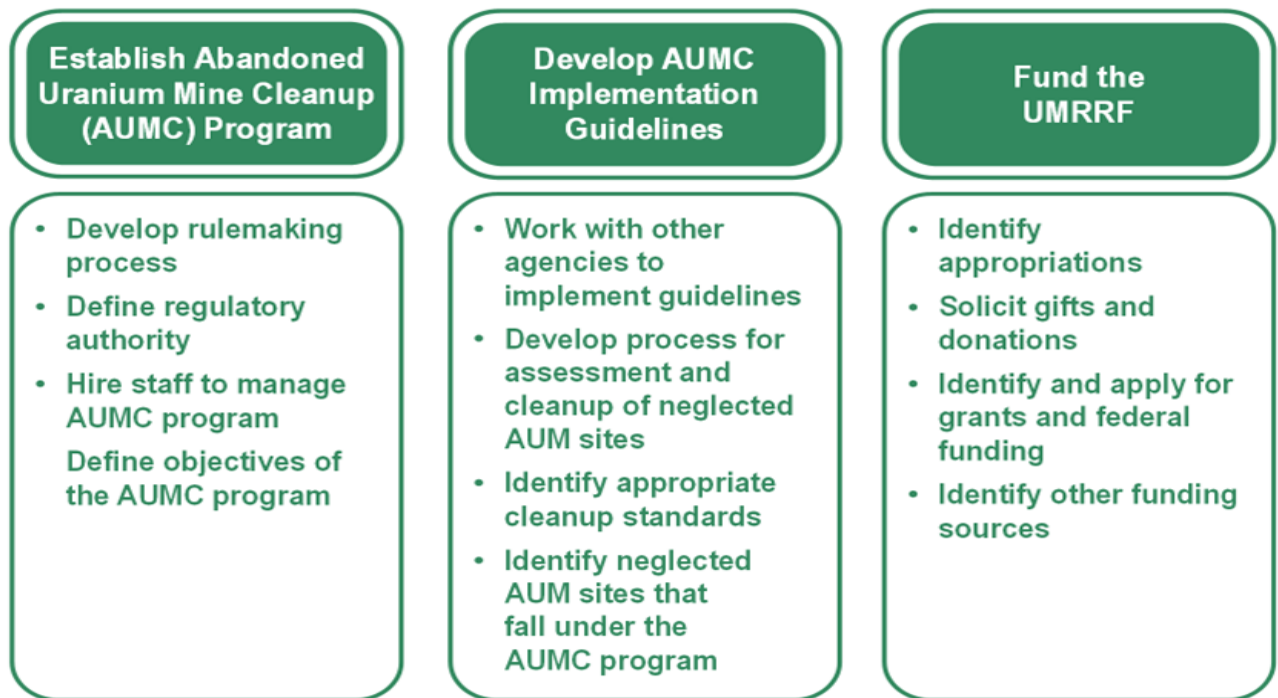 Establish Abandoned
Uranium Mine Cleanup
(AUMC) Program
• Develop rulemaking
process
• Define regulatory
authority
• Hire staff to manage
AUMC program
Define objectives of
the AUMC program
Develop AUMC
Implementation
Guidelines
• Work with other
agencies to
implement guidelines
• Develop process for
assessment and
cleanup of neglected
AUM sites
• Identify appropriate
cleanup standards
• Identify neglected
AUM sites that
fall under the
AUMC program
Fund the
UMRRF
• Identify
appropriations
• Solicit gifts and
donations
• Identify and apply for
grants and federal
funding
• Identify other funding
sources